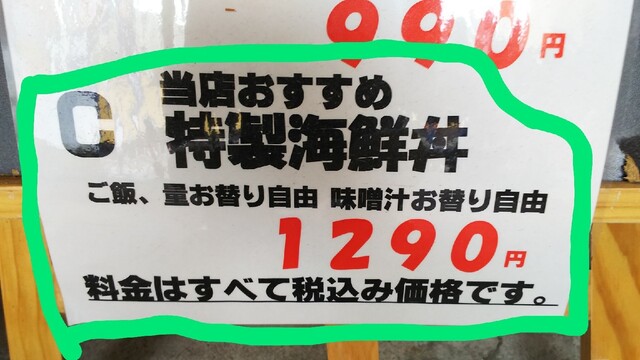 990円
C 当店おすすめ
特製海鮮丼
ご飯、量お替り自由 味噌汁お替り自由
1290円
料金はすべて税込み価格です。